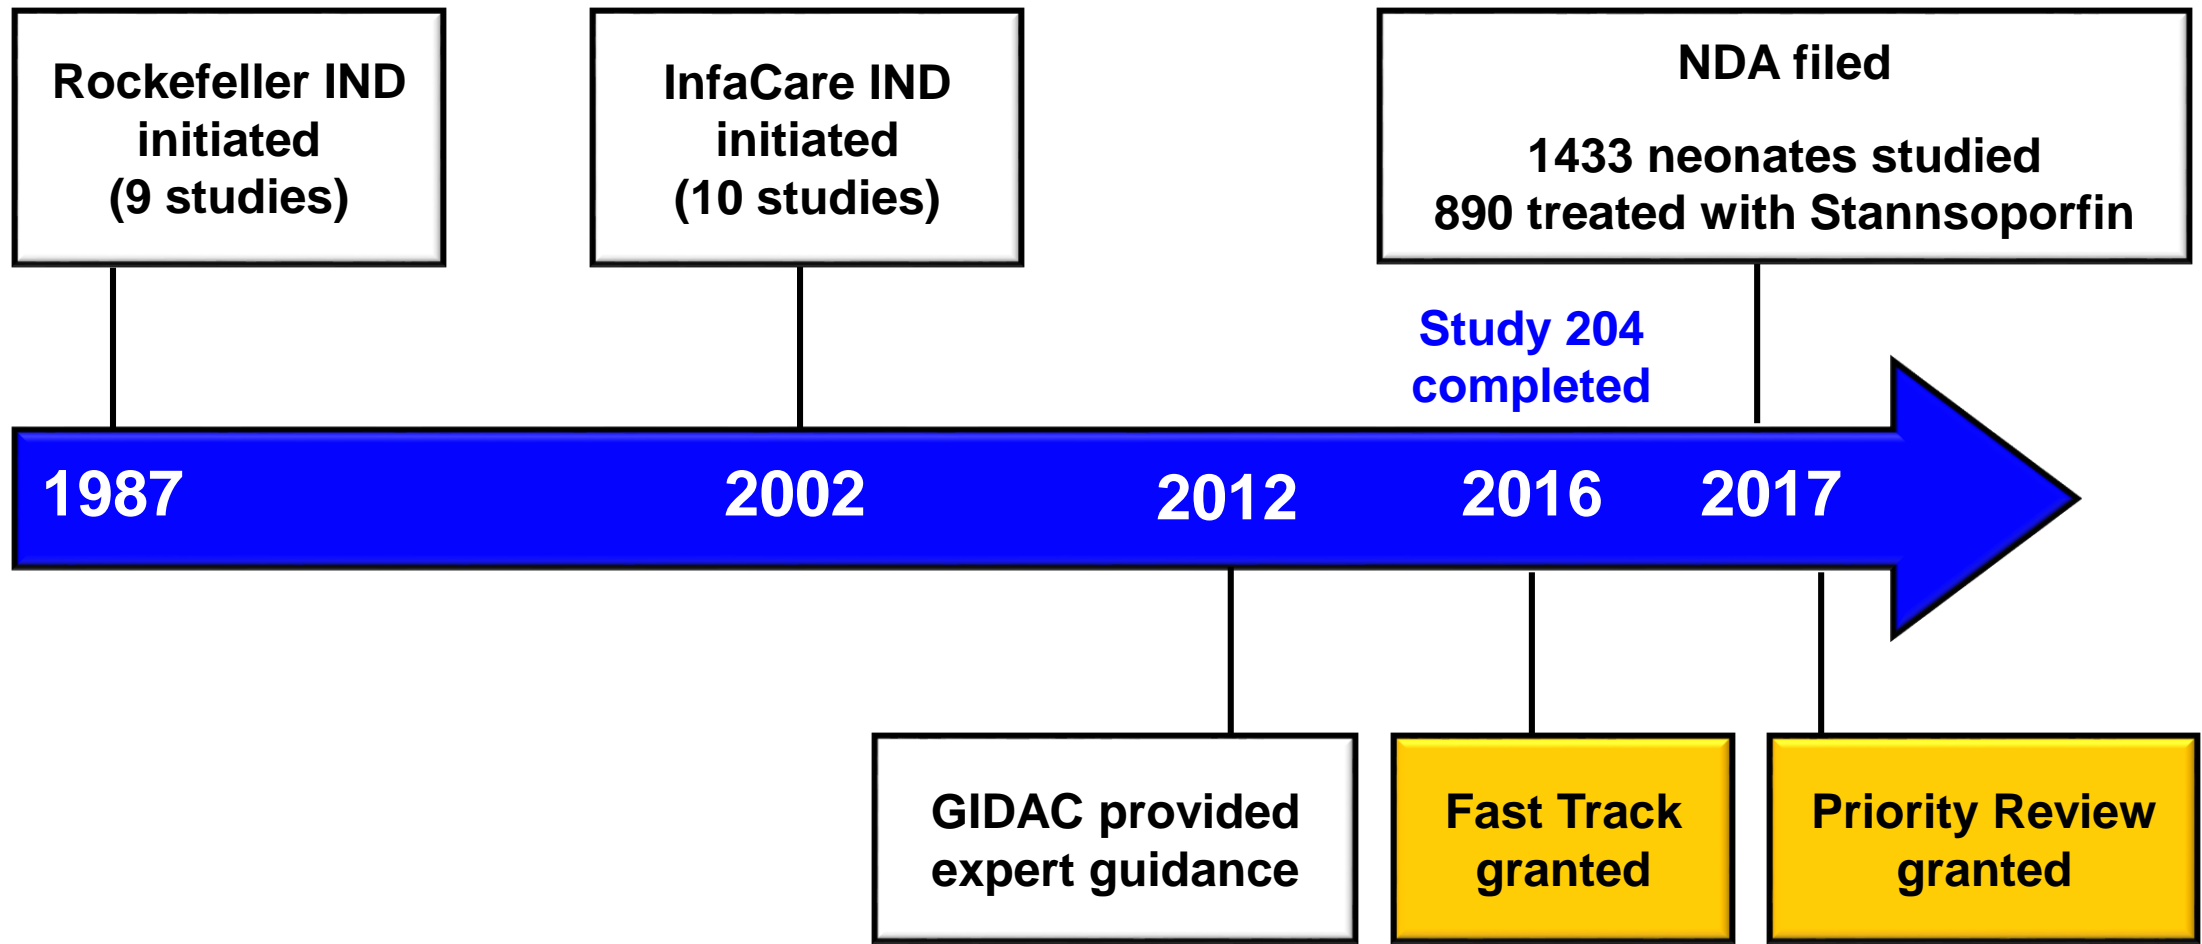 Rockefeller IND
initiated
(9 studies)
InfaCare IND
initiated
(10 studies)
NDA filed
1433 neonates studied
890 treated with Stannsoporfin
Study 204
completed
1987
2002
2012
2016
2017
GIDAC provided
expert guidance
Fast Track
granted
Priority Review
granted